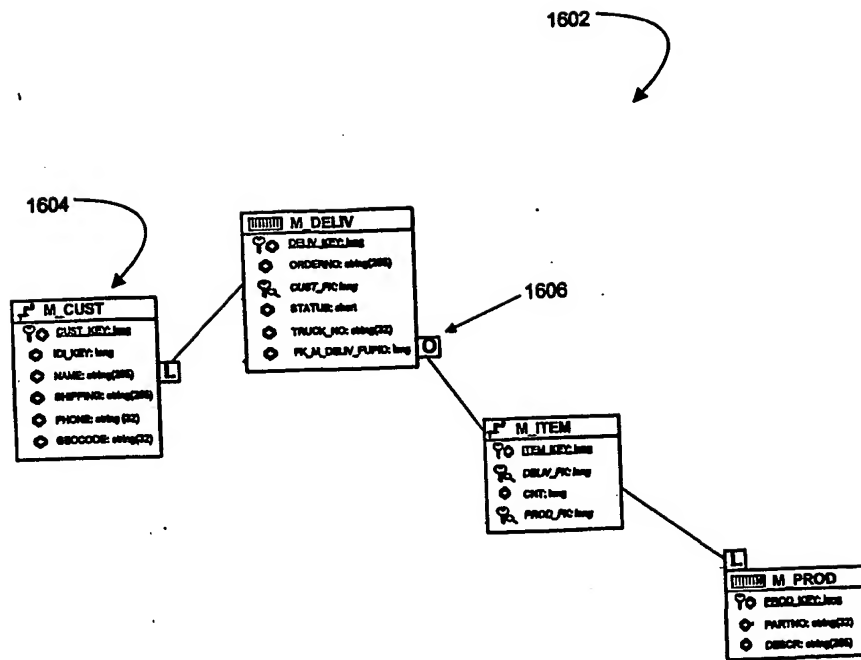 1602
1604
M_DELIV
DELIV_KEY: long
ORDERNO: string(255)
CUST_FK: long
STATUS: short
TRUCK_NO: string(32)
FK_M_DELIV_FUPID: long
1606
O
M_CUST
CUST_KEY: long
IDI_KEY: long
NAME: string(255)
SHIPPING: string(255)
PHONE: string (32)
GEOCODE: string(32)
L
M_ITEM
ITEM_KEY: long
DELIV_FK: long
CNT: long
PROD_FK: long
L
M_PROD
PROD_KEY: long
PARTNO: string(32)
DESCR: string(255)